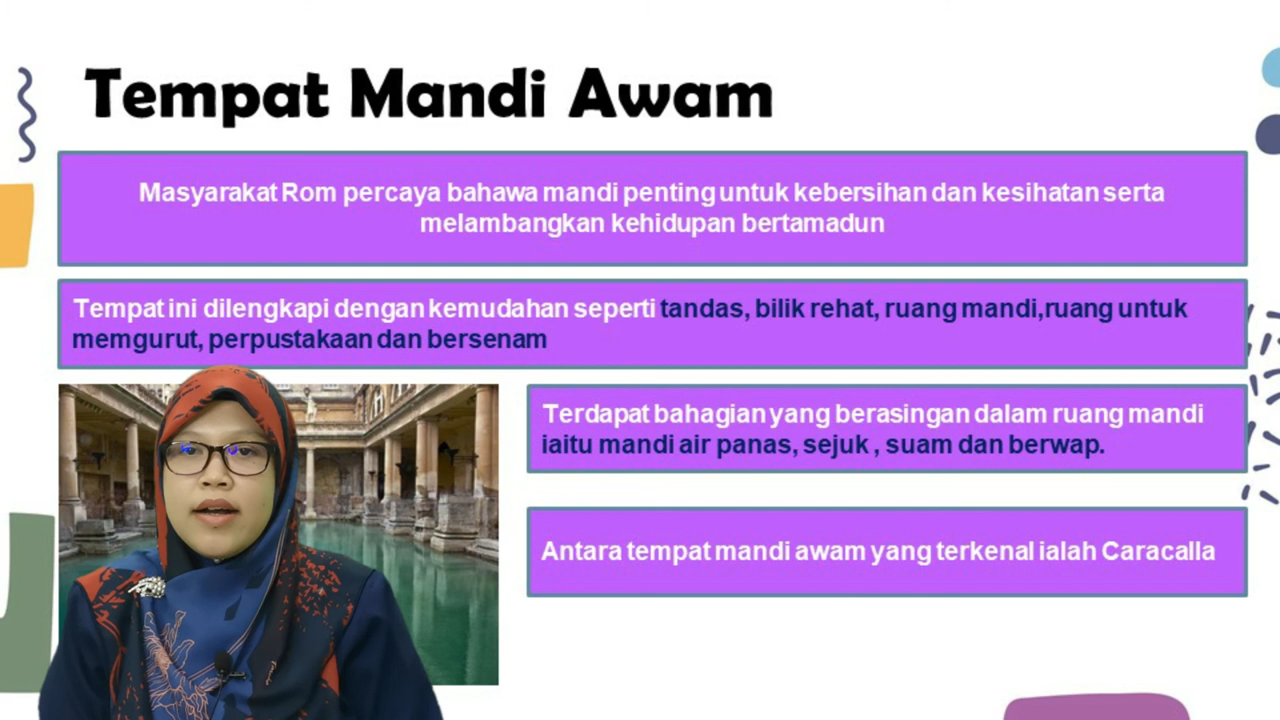 Tempat Mandi Awam
Masyarakat Rom percaya bahawa mandi penting untuk kebersihan dan kesihatan serta
melambangkan kehidupan bertamadun
Tempat ini dilengkapi dengan kemudahan seperti tandas, bilik rehat, ruang mandi,ruang untuk
memgurut, perpustakaan dan bersenam
Terdapat bahagian yang berasingan dalam ruang mandi
iaitu mandi air panas, sejuk , suam dan berwap.
Antara tempat mandi awam yang terkenal ialah Caracalla